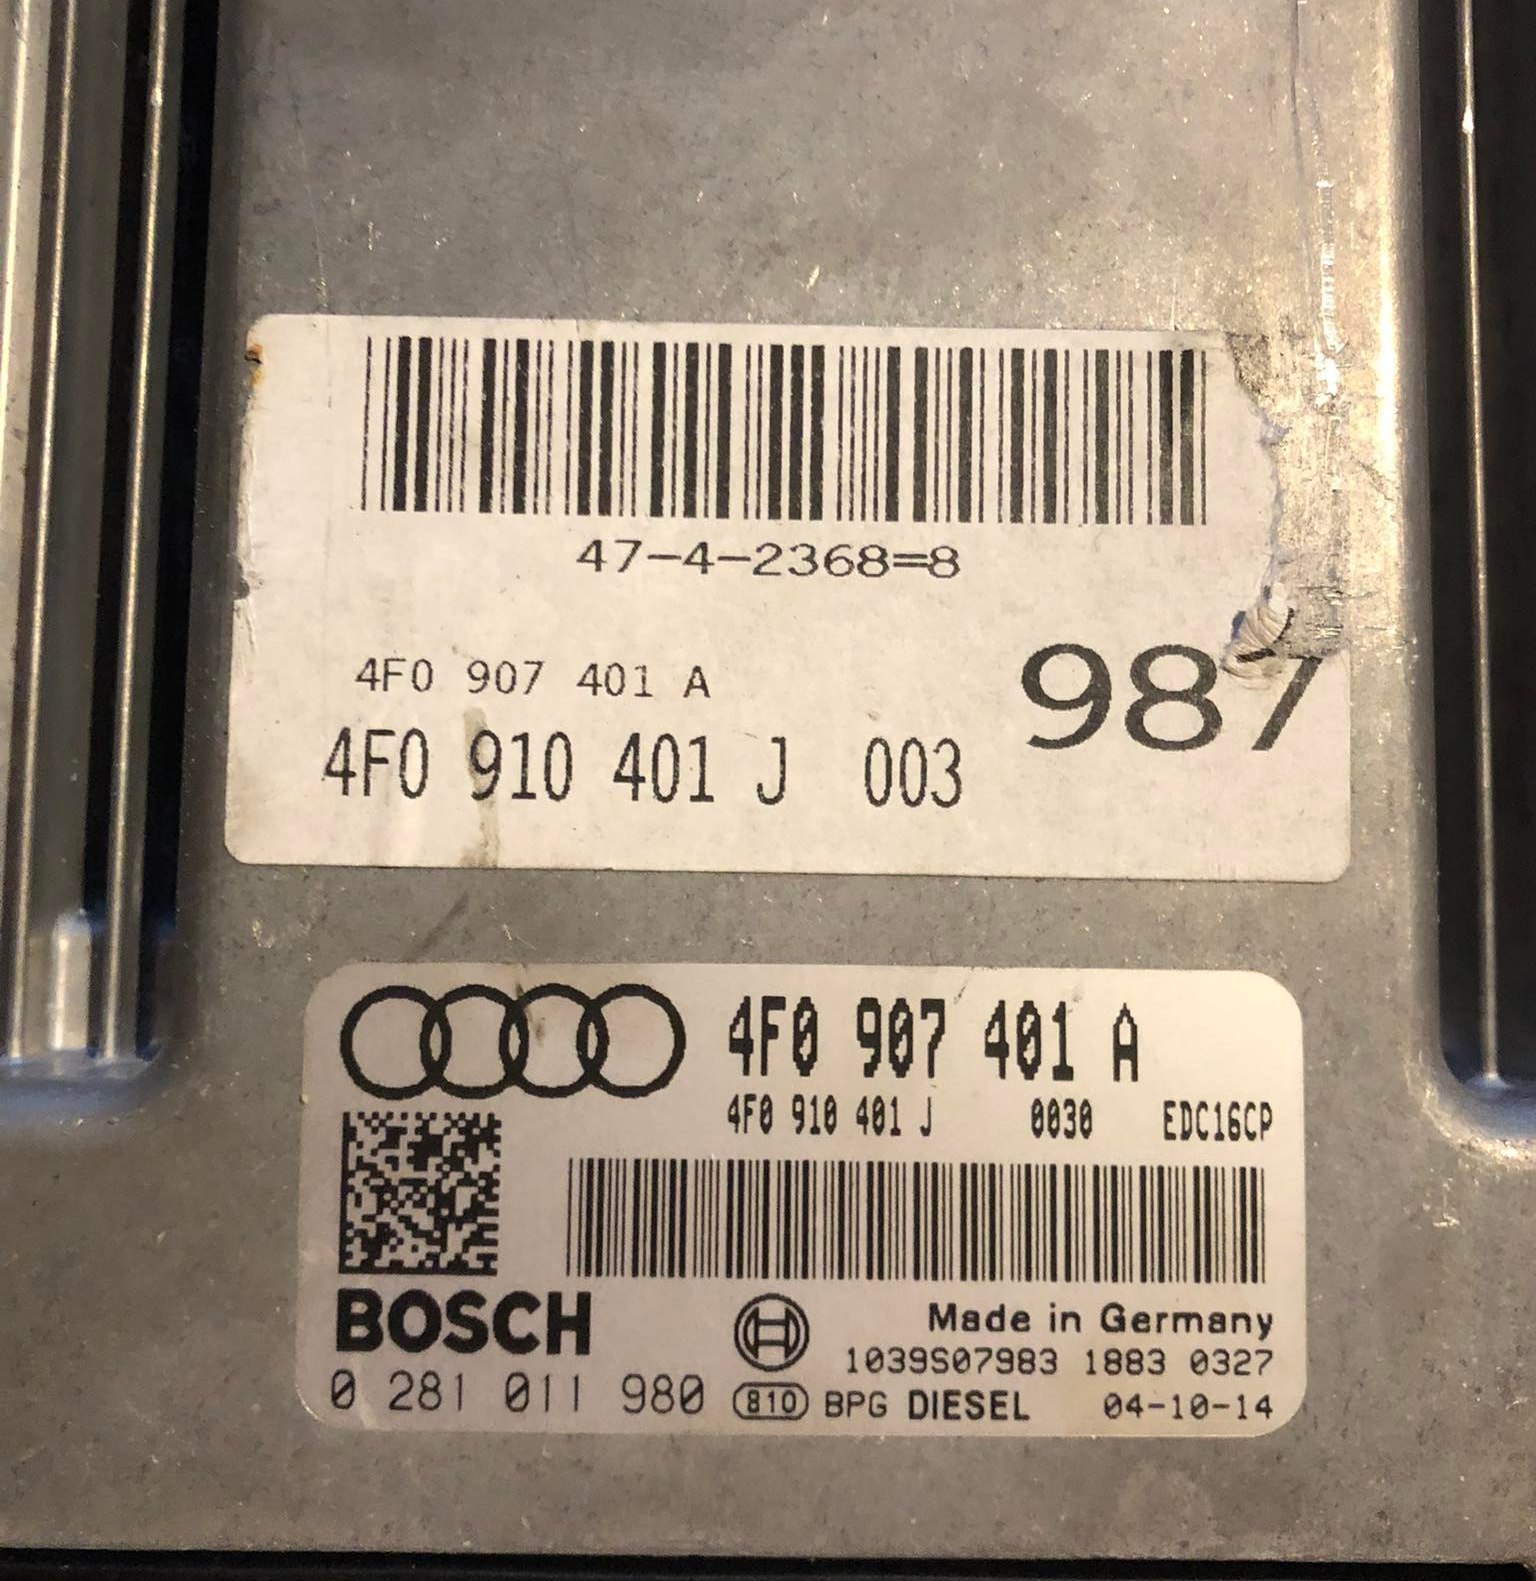 47-4-2368=8
4F0 907 401 A
987
4F0 910 401 J 003
4F0 907 401 A
4F0 910 401 J 0030 EDC16CP
BOSCH
Made in Germany
1039S07983 1883 0327
0 281 011 980
810 BPG DIESEL 04-10-14